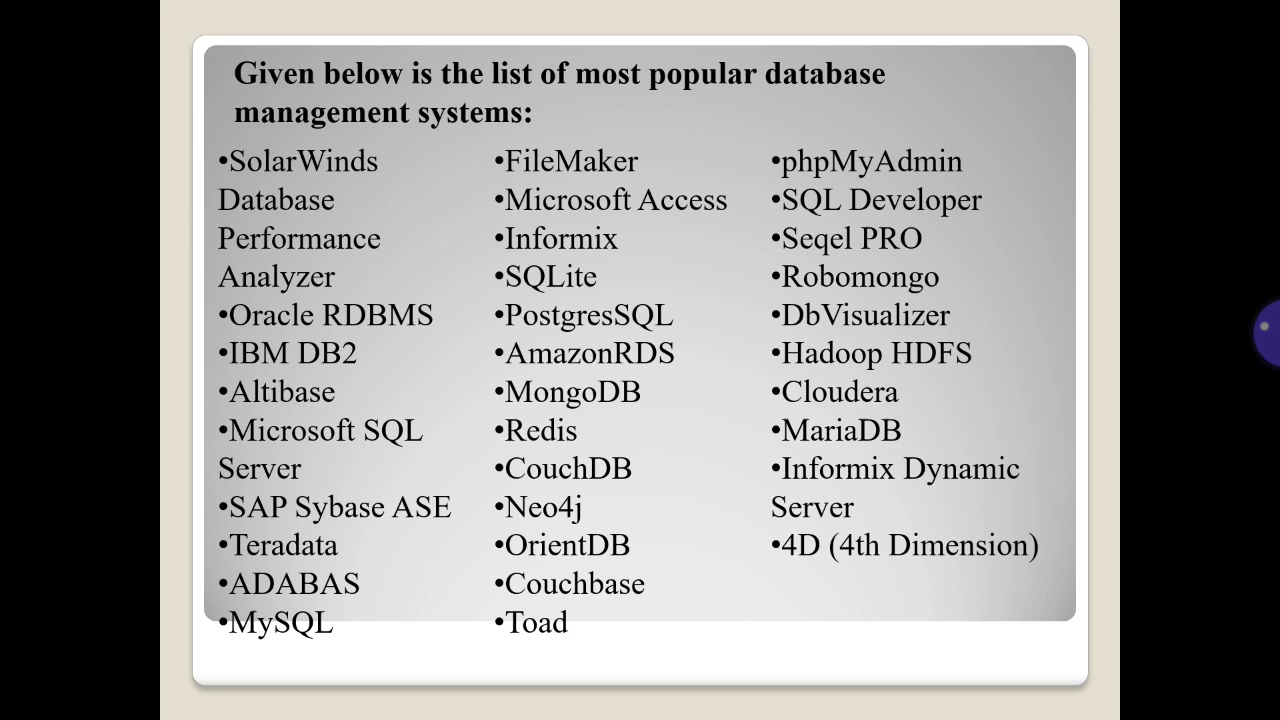 Given below is the list of most popular database
management systems:
•SolarWinds
Database
Performance
Analyzer
•Oracle RDBMS
•IBM DB2
•Altibase
•Microsoft SQL
Server
•SAP Sybase ASE
•Teradata
•ADABAS
•MySQL
•FileMaker
•Microsoft Access
•Informix
•SQLite
•PostgresSQL
•AmazonRDS
•MongoDB
•Redis
•CouchDB
•Neo4j
•OrientDB
•Couchbase
•Toad
•phpMyAdmin
•SQL Developer
•Seqel PRO
•Robomongo
•DbVisualizer
•Hadoop HDFS
•Cloudera
•MariaDB
•Informix Dynamic
Server
•4D (4th Dimension)